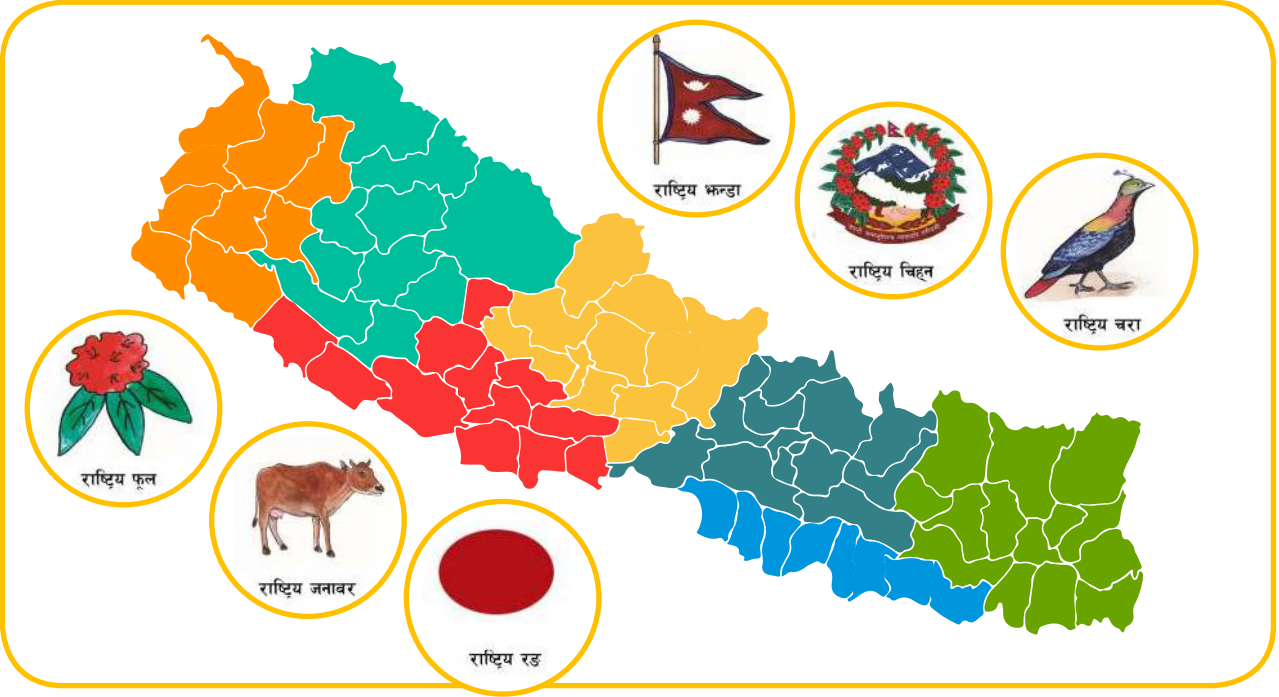 राष्ट्रिय झन्डा
राष्ट्रिय चिह्न
राष्ट्रिय चरा
राष्ट्रिय फूल
राष्ट्रिय जनावर
राष्ट्रिय रङ